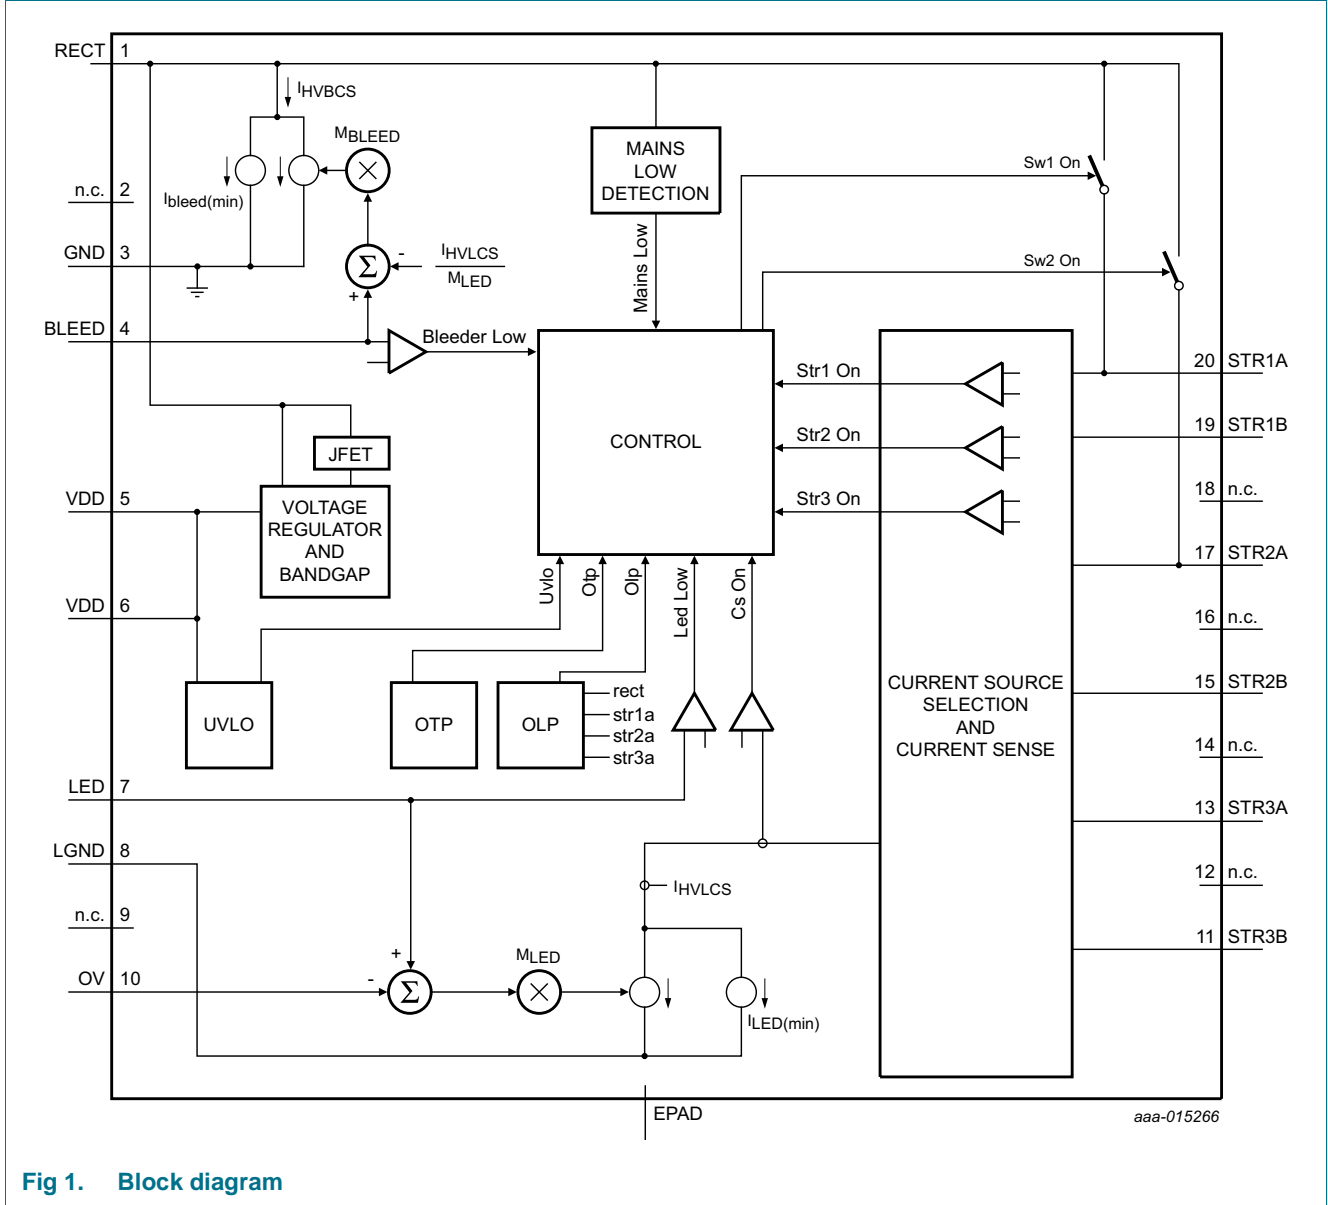 RECT 1
IHVBCS
MBLEED
Ibleed(min)
n.c. 2
GND 3
Σ
-
+
IHVLCS
MLED
BLEED 4
Bleeder Low
MAINS
LOW
DETECTION
Mains Low
Sw1 On
Sw2 On
CONTROL
Str1 On
Str2 On
Str3 On
20 STR1A
19 STR1B
18 n.c.
17 STR2A
16 n.c.
15 STR2B
14 n.c.
13 STR3A
12 n.c.
11 STR3B
JFET
VDD 5
VOLTAGE
REGULATOR
AND
BANDGAP
VDD 6
Uvlo
Otp
Olp
Led Low
Cs On
UVLO
OTP
OLP
rect
str1a
str2a
str3a
CURRENT SOURCE
SELECTION
AND
CURRENT SENSE
LED 7
LGND 8
IHVLCS
n.c. 9
OV 10
+
-
Σ
MLED
ILED(min)
EPAD
aaa-015266
Fig 1. Block diagram